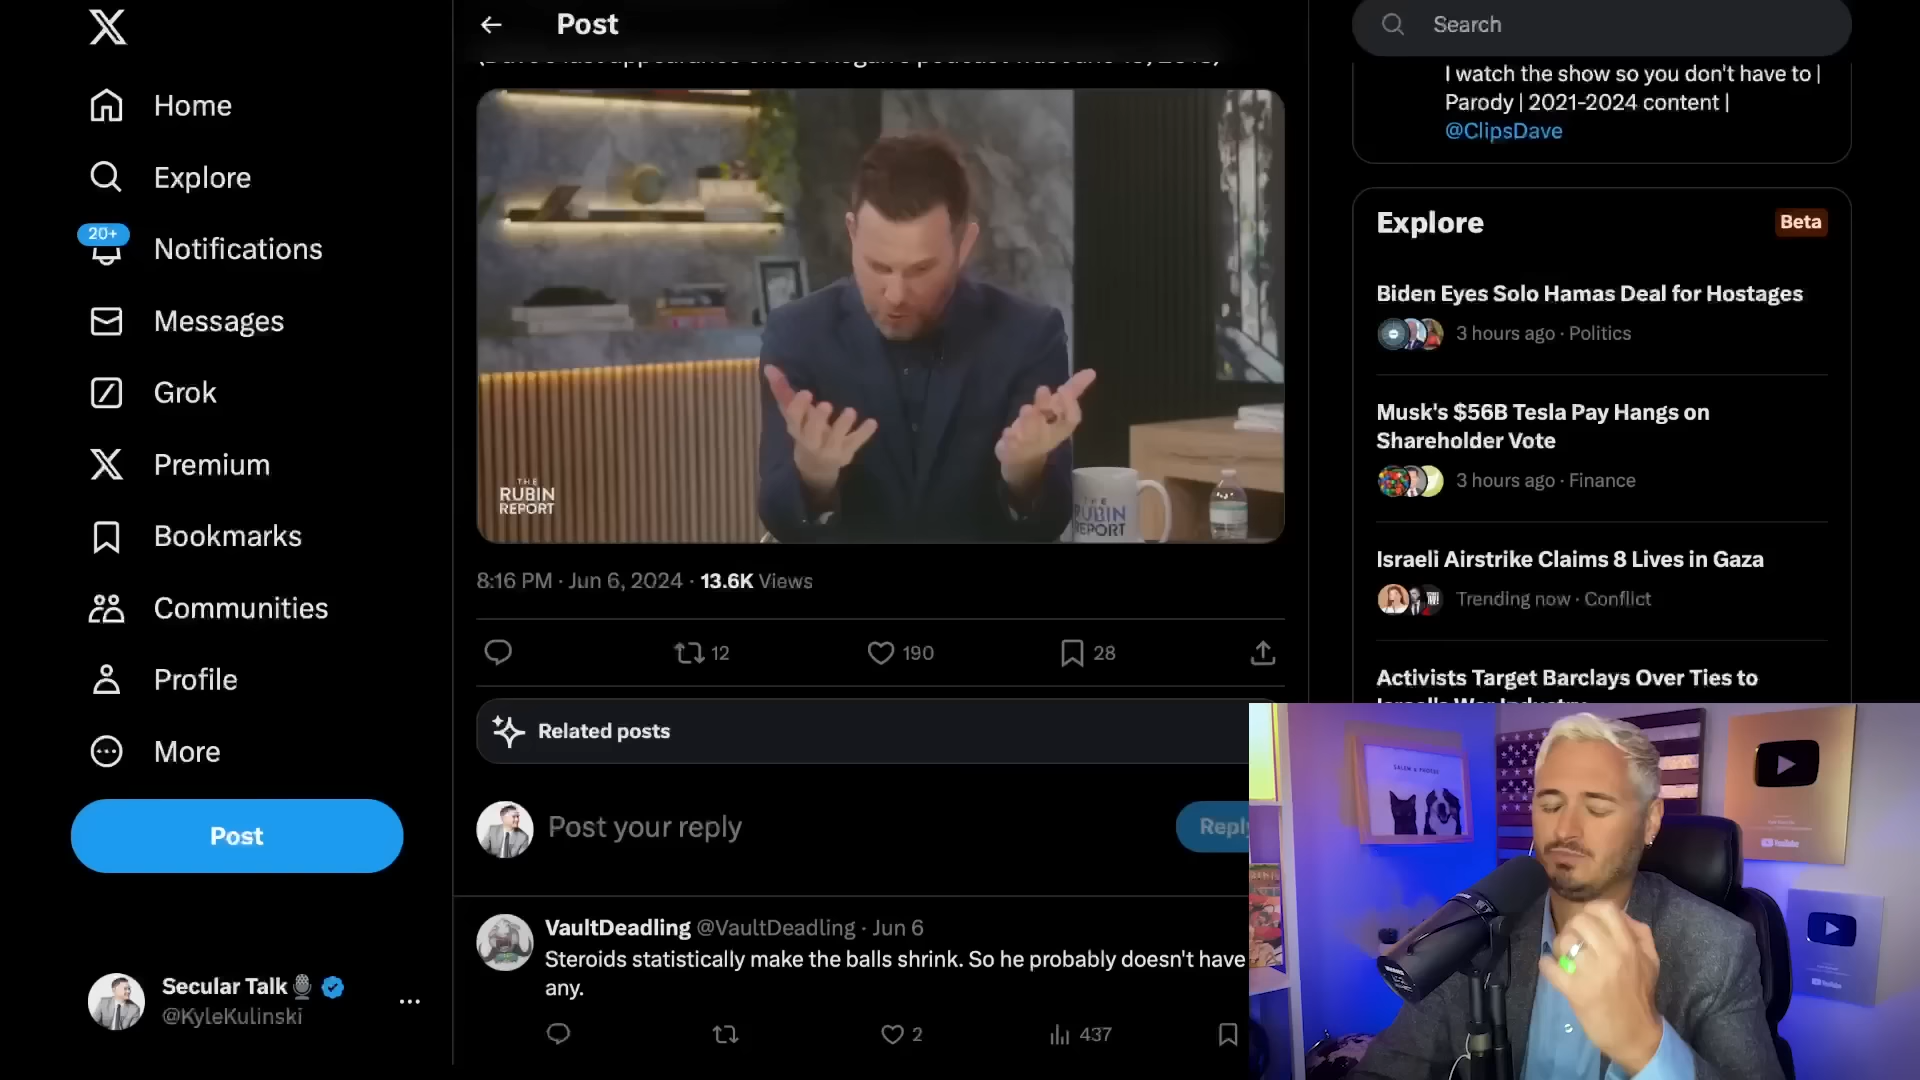 Home
Explore
20+
Notifications
Messages
Grok
Premium
Bookmarks
Communities
Profile
More
Post
Secular Talk
@KyleKulinski
Post
THE
RUBIN
REPORT
THE
RUBIN
REPORT
8:16 PM · Jun 6, 2024 · 13.6K Views
12
190
28
Related posts
Post your reply
Reply
VaultDeadling @VaultDeadling · Jun 6
Steroids statistically make the balls shrink. So he probably doesn't have
any.
2
437
Search
I watch the show so you don't have to |
Parody | 2021-2024 content |
@ClipsDave
Explore
Beta
Biden Eyes Solo Hamas Deal for Hostages
3 hours ago · Politics
Musk's $56B Tesla Pay Hangs on
Shareholder Vote
3 hours ago · Finance
Israeli Airstrike Claims 8 Lives in Gaza
Trending now · Conflict
Activists Target Barclays Over Ties to
YouTube
YouTube